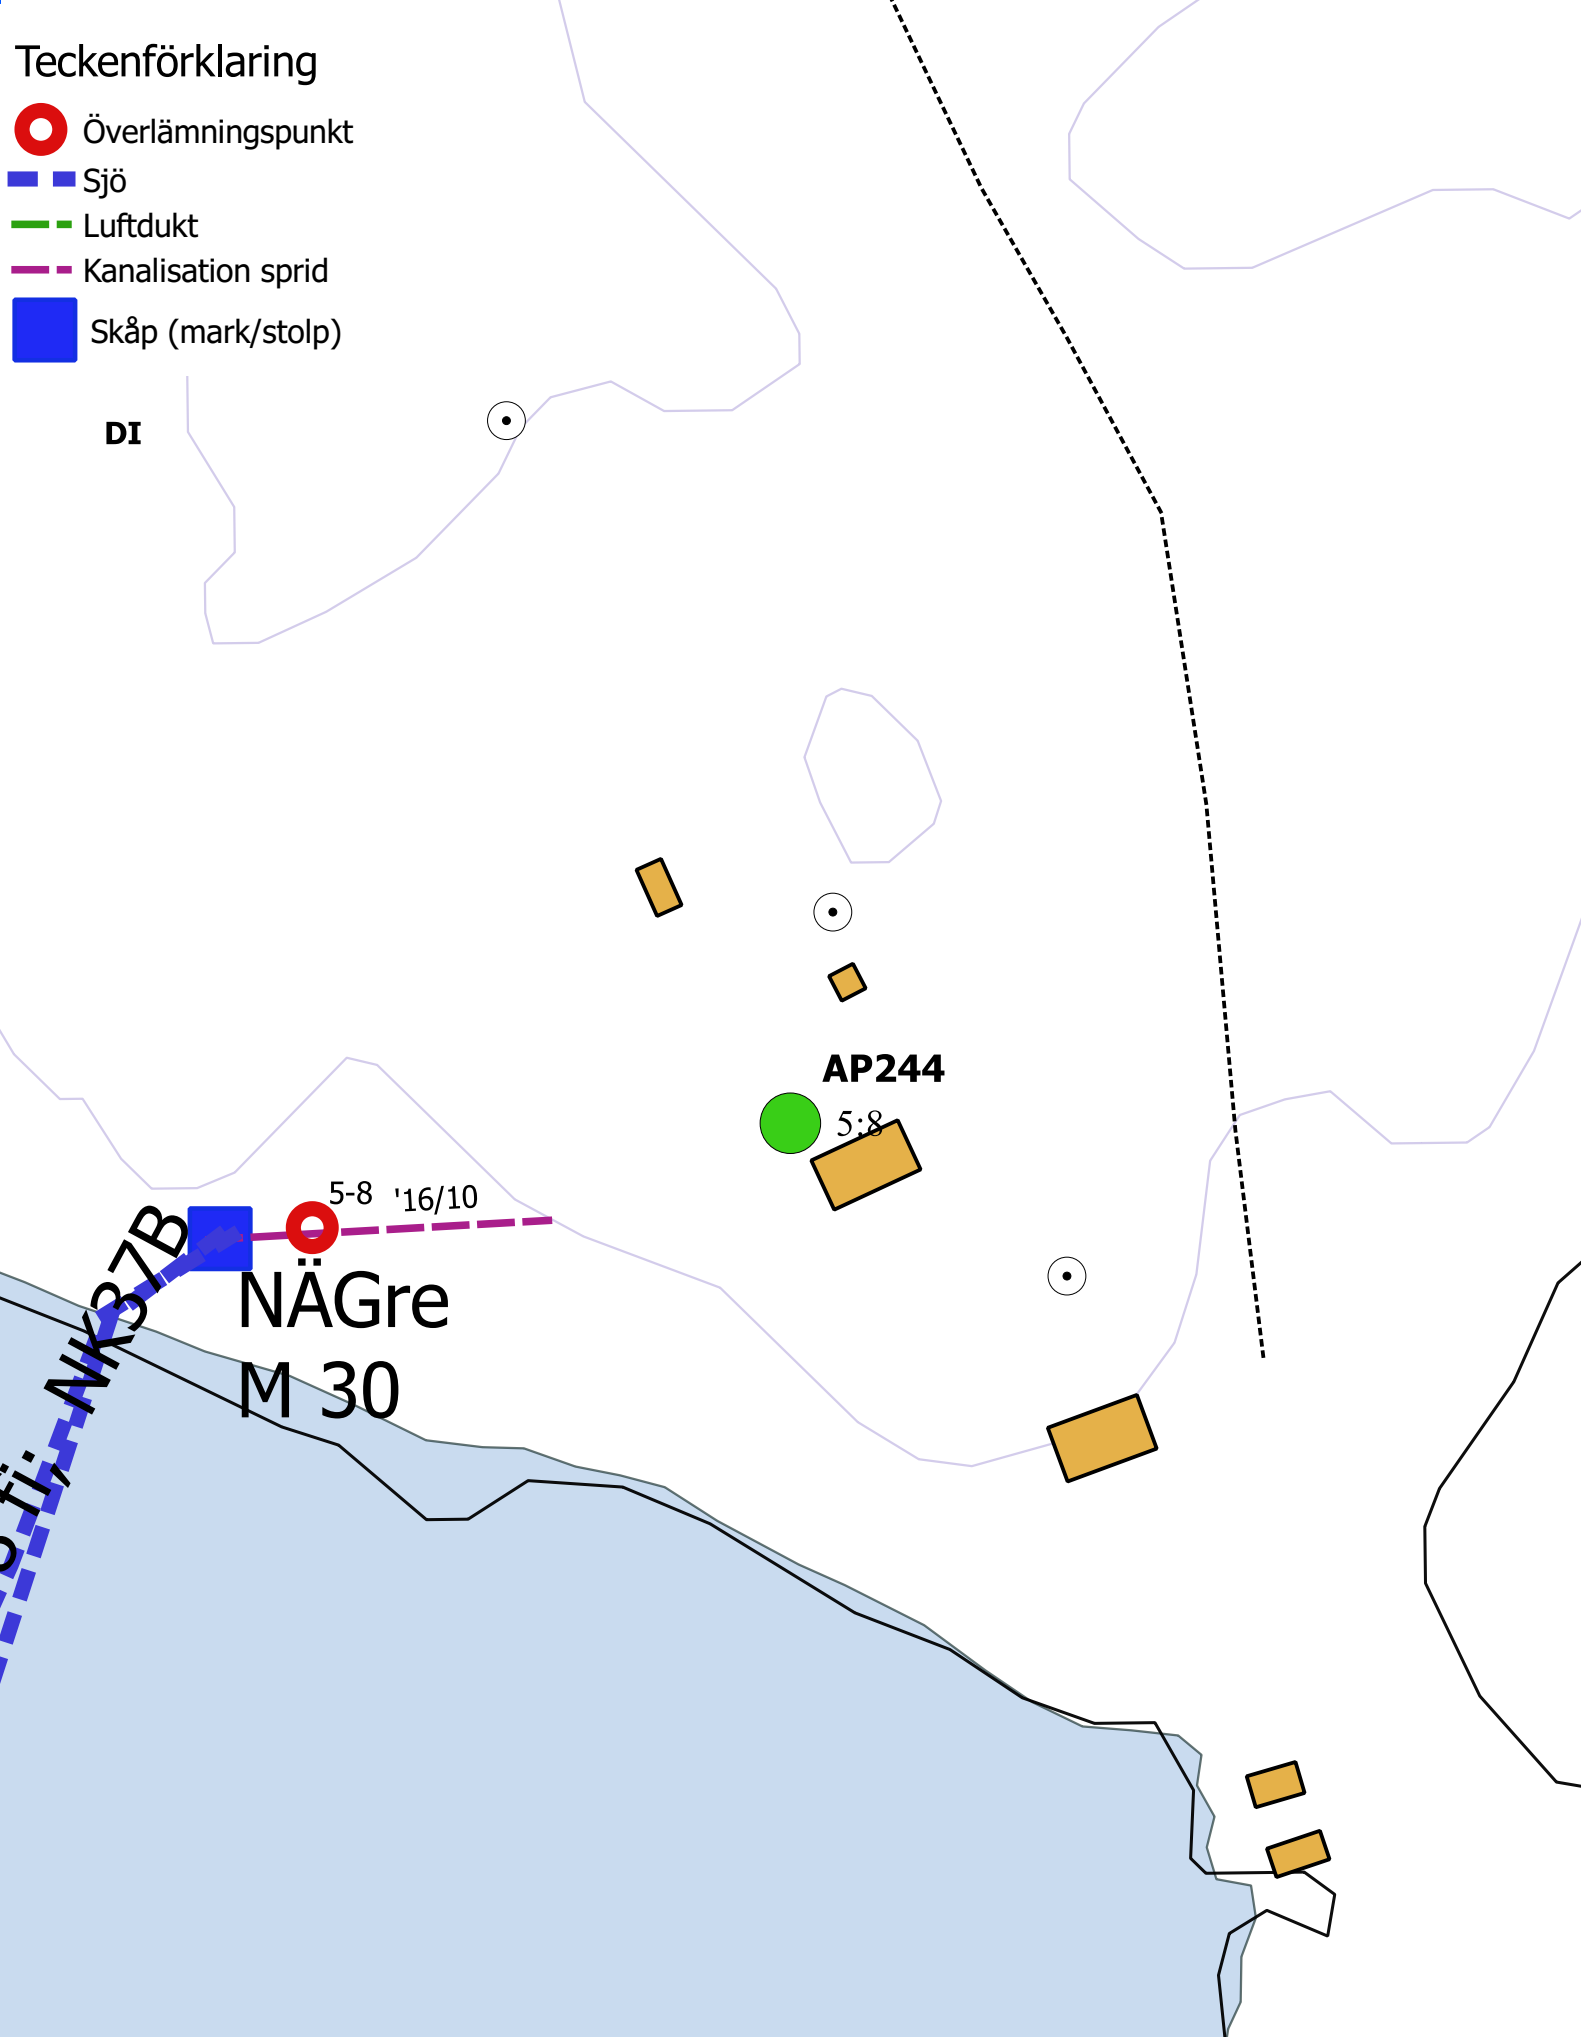 Teckenförklaring
Överlämningspunkt
Sjö
Luftdukt
Kanalisation sprid
Skåp (mark/stolp)
DI
AP244
5:8
5-8 '16/10
NÄGre
M 30
fi; NK37B